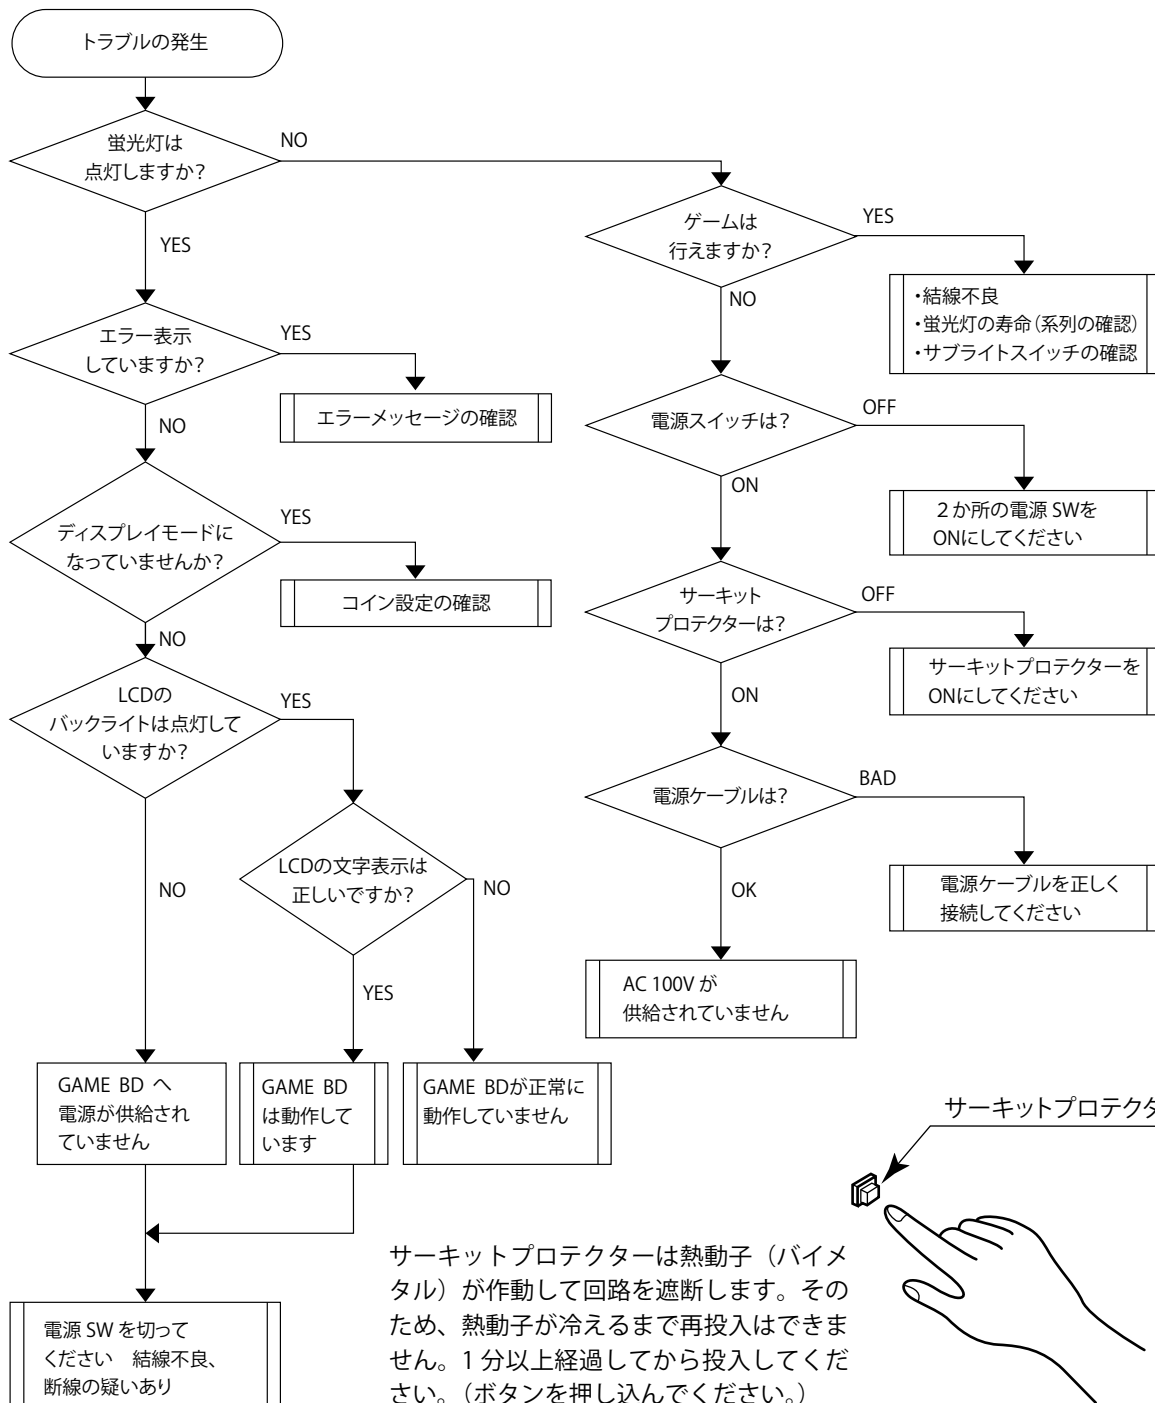 トラブルの発生
蛍光灯は
点灯しますか?
NO
YES
ゲームは
行えますか?
YES
NO
・結線不良
・蛍光灯の寿命(系列の確認)
・サブライトスイッチの確認
エラー表示
していますか?
YES
NO
エラーメッセージの確認
電源スイッチは?
OFF
ON
2か所の電源 SWを
ONにしてください
ディスプレイモードに
なっていませんか?
YES
NO
コイン設定の確認
サーキット
プロテクターは?
OFF
ON
サーキットプロテクターを
ONにしてください
LCDの
バックライトは点灯して
いますか?
YES
NO
電源ケーブルは?
BAD
OK
電源ケーブルを正しく
接続してください
LCDの文字表示は
正しいですか?
NO
YES
AC 100V が
供給されていません
GAME BD へ
電源が供給され
ていません
GAME BD
は動作して
います
GAME BDが正常に
動作していません
サーキットプロテクタ
電源 SW を切って
ください 結線不良、
断線の疑いあり
サーキットプロテクターは熱動子（バイメ
タル）が作動して回路を遮断します。その
ため、熱動子が冷えるまで再投入はできま
せん。1 分以上経過してから投入してくだ
さい。（ボタンを押し込んでください。）